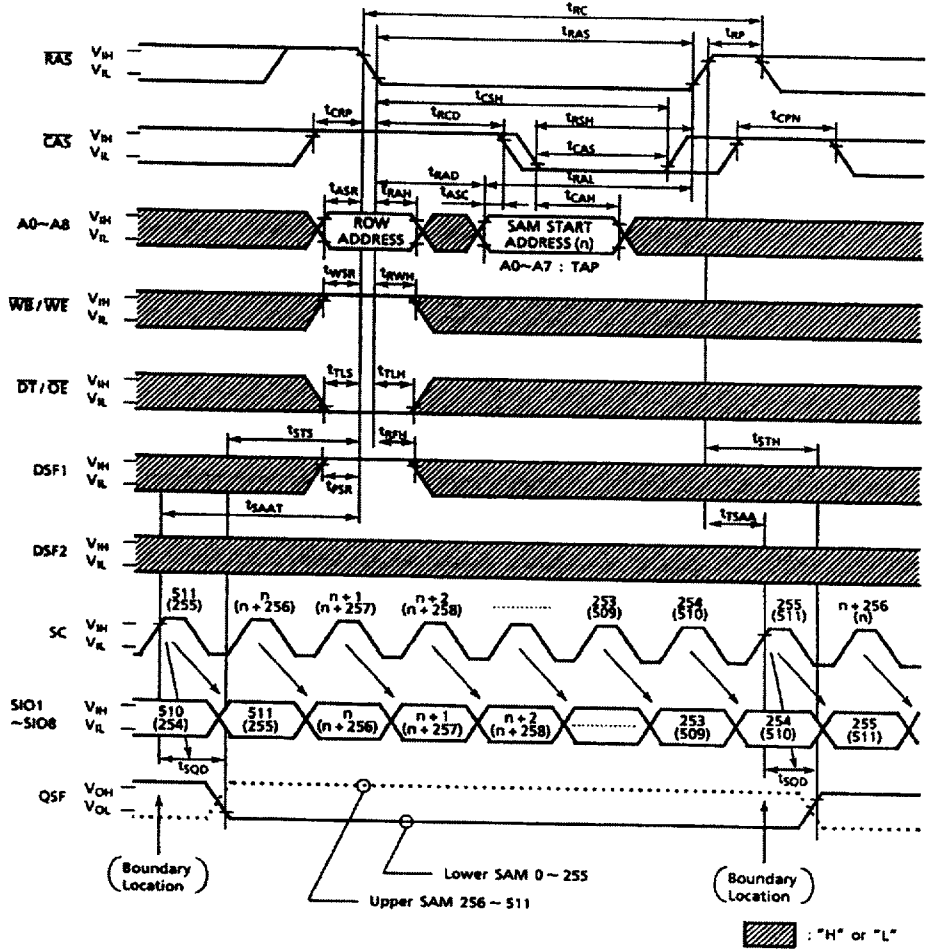 tRC
tRAS
tRP
RAS VIH
VIL
tCSH
tCRP
tRCD
tRSH
tCPN
CAS VIH
VIL
tCAS
tRAD
tRAL
tASR
tRAH
tASC
tCAH
A0~A8 VIH
VIL
ROW
ADDRESS
SAM START
ADDRESS (n)
A0~A7 : TAP
tWSR
tRWH
WB / WE VIH
VIL
tTLS
tTLH
DT / OE VIH
VIL
tSTS
tRFH
tSTH
DSF1 VIH
VIL
tFSR
tSAAT
tTSAA
DSF2 VIH
VIL
511
(255)
n
(n + 256)
n + 1
(n + 257)
n + 2
(n + 258)
253
(509)
254
(510)
255
(511)
n + 256
(n)
SC VIH
VIL
SIO1
~SIO8
VIH
VIL
510
(254)
511
(255)
n
(n + 256)
n + 1
(n + 257)
n + 2
(n + 258)
253
(509)
254
(510)
255
(511)
tSQD
tSQD
QSF VOH
VOL
(Boundary
Location)
Lower SAM 0 ~ 255
Upper SAM 256 ~ 511
(Boundary
Location)
: "H" or "L"